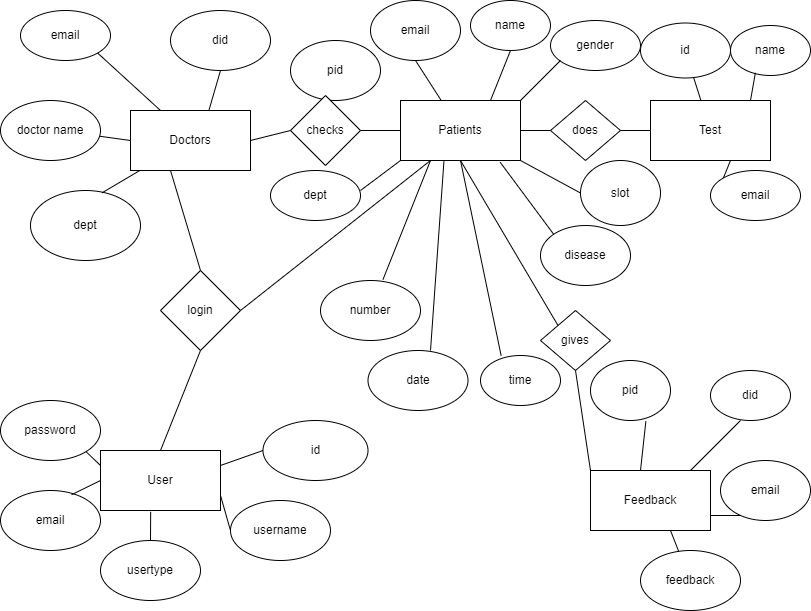 email
did
email
name
gender
id
name
pid
doctor name
Doctors
checks
Patients
does
Test
dept
dept
slot
email
disease
login
number
gives
date
time
pid
did
password
User
id
Feedback
email
email
username
usertype
feedback